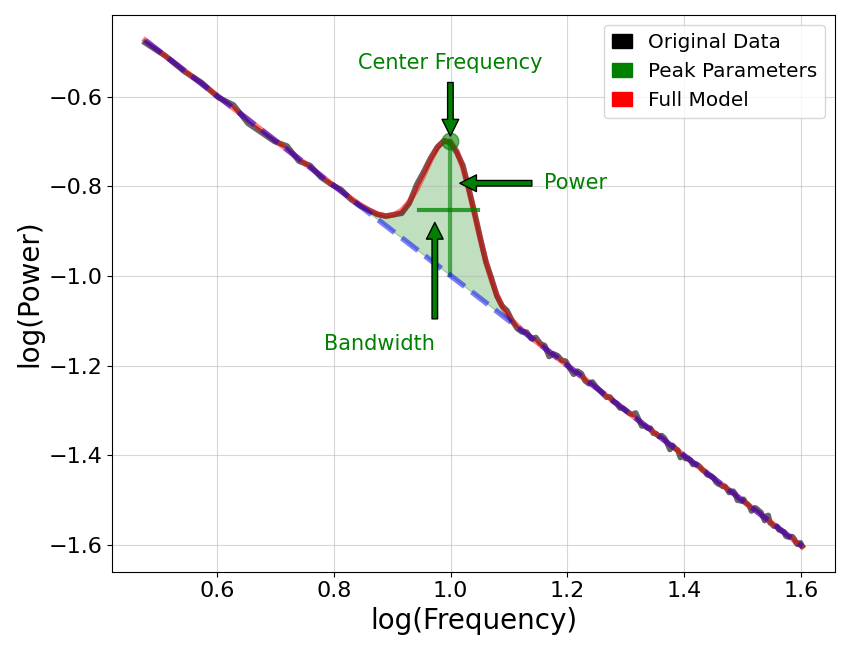 Original Data
Peak Parameters
Full Model
Center Frequency
Power
Bandwidth
−0.6
−0.8
−1.0
−1.2
−1.4
−1.6
log(Power)
0.6
0.8
1.0
1.2
1.4
1.6
log(Frequency)